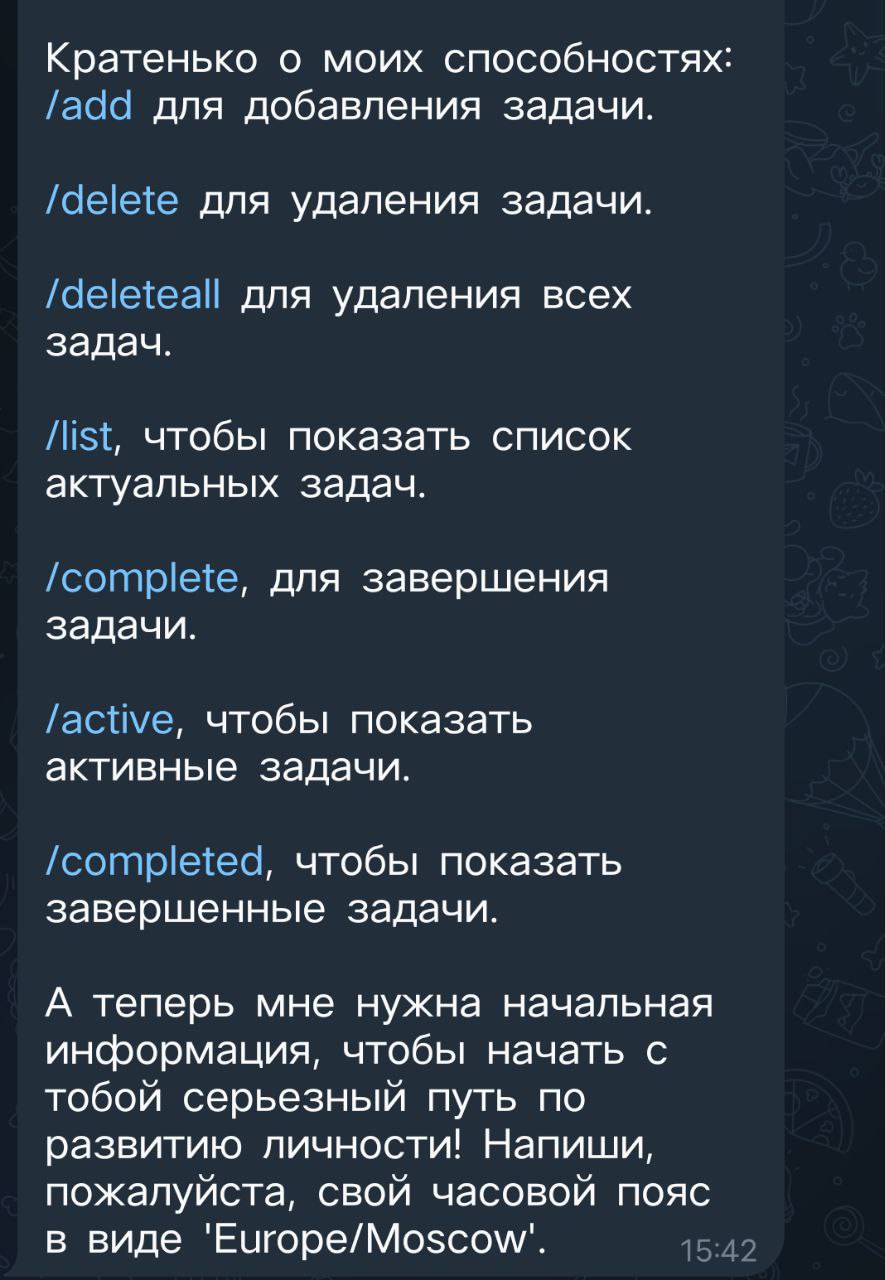 Кратенько о моих способностях:
/add для добавления задачи.
/delete для удаления задачи.
/deleteall для удаления всех
задач.
/list, чтобы показать список
актуальных задач.
/complete, для завершения
задачи.
/active, чтобы показать
активные задачи.
/completed, чтобы показать
завершенные задачи.
А теперь мне нужна начальная
информация, чтобы начать с
тобой серьезный путь по
развитию личности! Напиши,
пожалуйста, свой часовой пояс
в виде 'Europe/Moscow'.
15:42